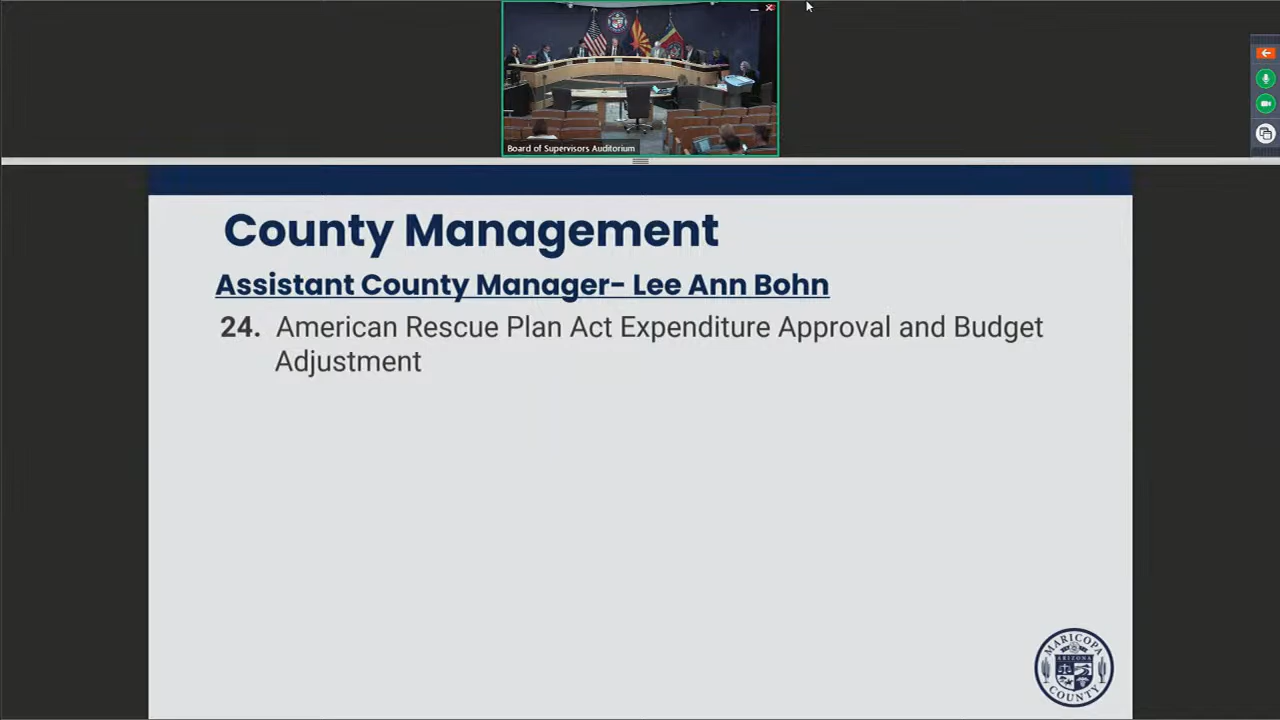 Board of Supervisors Auditorium
County Management
Assistant County Manager- Lee Ann Bohn
24. American Rescue Plan Act Expenditure Approval and Budget
Adjustment
MARICOPA
ARIZONA
COUNTY